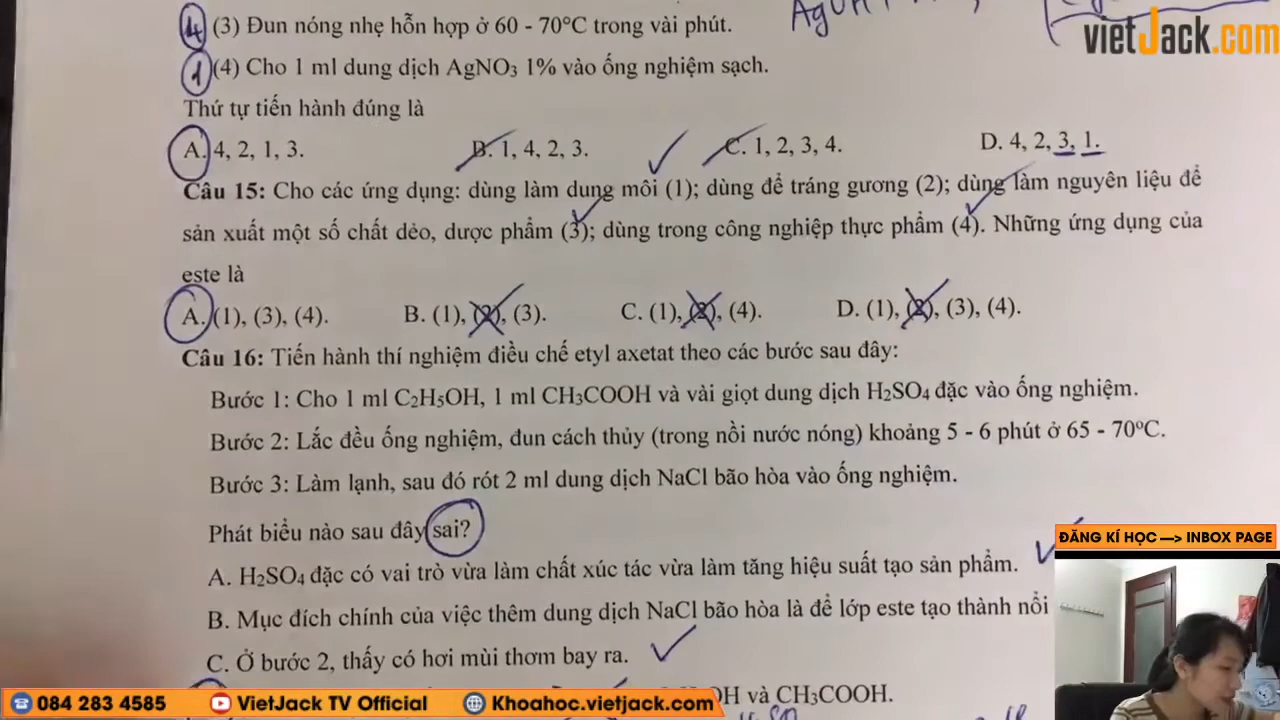 4 (3) Đun nóng nhẹ hỗn hợp ở 60 - 70°C trong vài phút.
vietJack.com
1 (4) Cho 1 ml dung dịch AgNO₃ 1% vào ống nghiệm sạch.
Thứ tự tiến hành đúng là
A. 4, 2, 1, 3. B. 1, 4, 2, 3. C. 1, 2, 3, 4. D. 4, 2, 3, 1.
Câu 15: Cho các ứng dụng: dùng làm dung môi (1); dùng để tráng gương (2); dùng làm nguyên liệu để
sản xuất một số chất dẻo, dược phẩm (3); dùng trong công nghiệp thực phẩm (4). Những ứng dụng của
este là
A. (1), (3), (4). B. (1), (2), (3). C. (1), (2), (4). D. (1), (2), (3), (4).
Câu 16: Tiến hành thí nghiệm điều chế etyl axetat theo các bước sau đây:
Bước 1: Cho 1 ml C₂H₅OH, 1 ml CH₃COOH và vài giọt dung dịch H₂SO₄ đặc vào ống nghiệm.
Bước 2: Lắc đều ống nghiệm, đun cách thủy (trong nồi nước nóng) khoảng 5 - 6 phút ở 65 - 70ºC.
Bước 3: Làm lạnh, sau đó rót 2 ml dung dịch NaCl bão hòa vào ống nghiệm.
Phát biểu nào sau đây sai?
ĐĂNG KÍ HỌC —> INBOX PAGE
A. H₂SO₄ đặc có vai trò vừa làm chất xúc tác vừa làm tăng hiệu suất tạo sản phẩm.
B. Mục đích chính của việc thêm dung dịch NaCl bão hòa là để lớp este tạo thành nổi
C. Ở bước 2, thấy có hơi mùi thơm bay ra.
và CH₃COOH.
084 283 4585 VietJack TV Official Khoahoc.vietjack.com